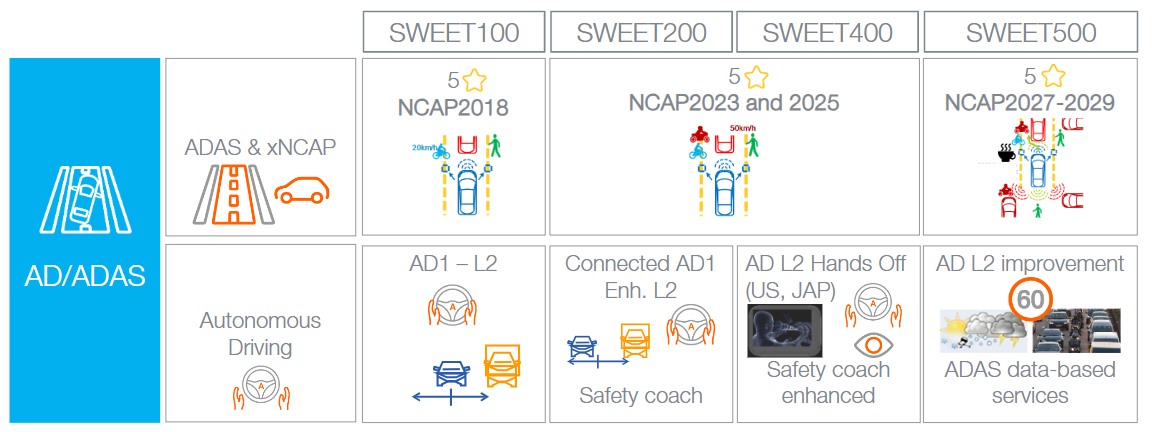 SWEET100
SWEET200
SWEET400
SWEET500
AD/ADAS
ADAS & xNCAP
5
NCAP2018
20km/h
5
NCAP2023 and 2025
50km/h
5
NCAP2027-2029
Autonomous
Driving
A
AD1 – L2
A
Connected AD1
Enh. L2
A
Safety coach
AD L2 Hands Off
(US, JAP)
A
Safety coach
enhanced
AD L2 improvement
60
ADAS data-based
services